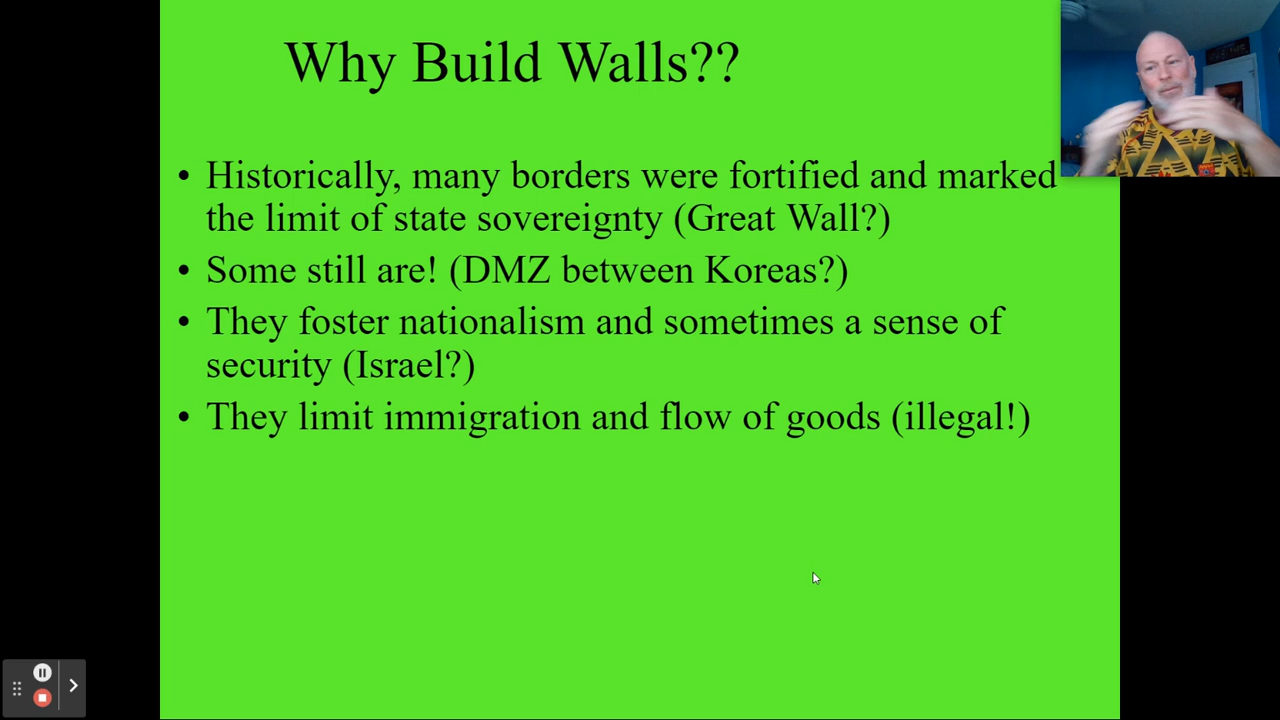 Why Build Walls??
• Historically, many borders were fortified and marked
the limit of state sovereignty (Great Wall?)
• Some still are! (DMZ between Koreas?)
• They foster nationalism and sometimes a sense of
security (Israel?)
• They limit immigration and flow of goods (illegal!)